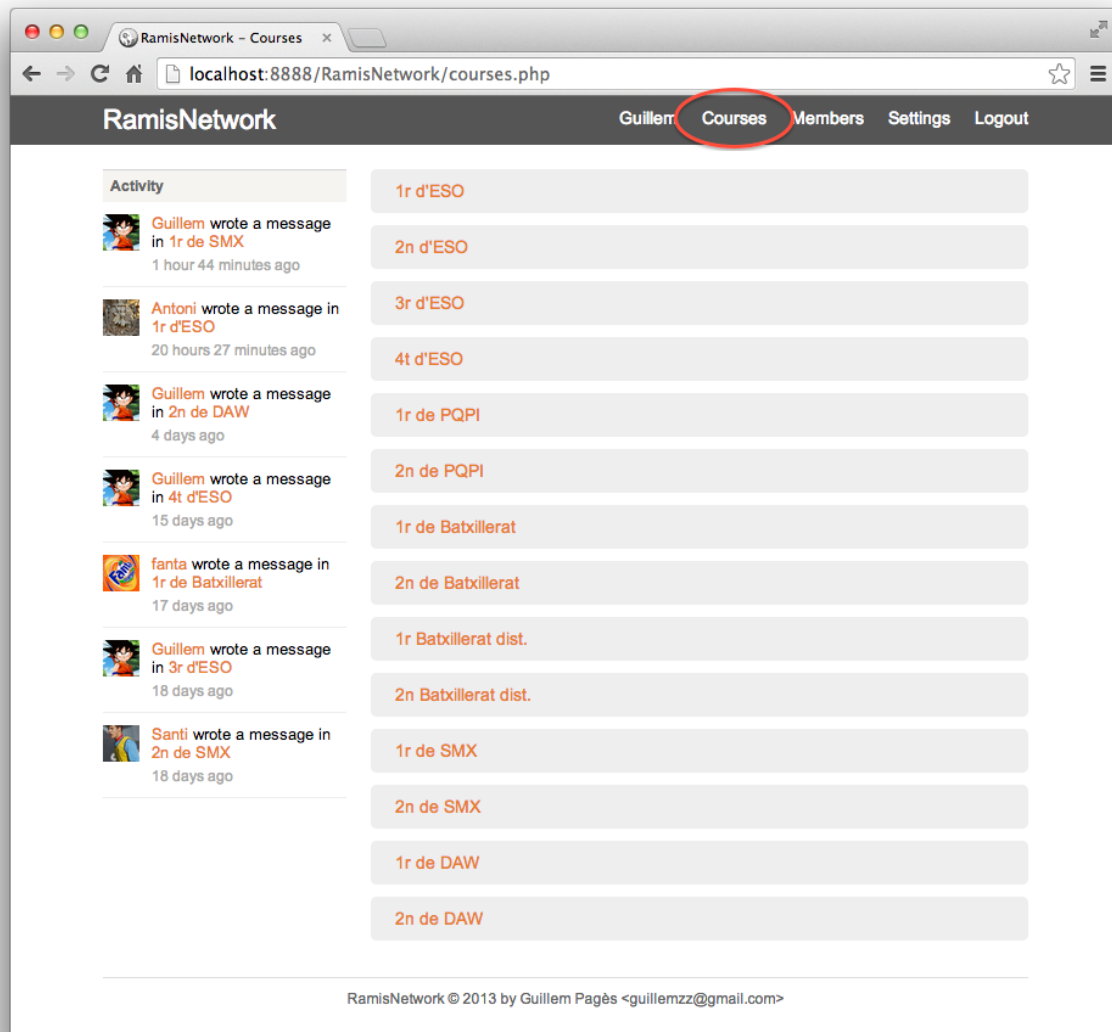 RamisNetwork – Courses
localhost:8888/RamisNetwork/courses.php
RamisNetwork
Guillem Courses Members Settings Logout
Activity
Guillem wrote a message
in 1r de SMX
1 hour 44 minutes ago
Antoni wrote a message in
1r d'ESO
20 hours 27 minutes ago
Guillem wrote a message
in 2n de DAW
4 days ago
Guillem wrote a message
in 4t d'ESO
15 days ago
Fanta
fanta wrote a message in
1r de Batxillerat
17 days ago
Guillem wrote a message
in 3r d'ESO
18 days ago
Santi wrote a message in
2n de SMX
18 days ago
1r d'ESO
2n d'ESO
3r d'ESO
4t d'ESO
1r de PQPI
2n de PQPI
1r de Batxillerat
2n de Batxillerat
1r Batxillerat dist.
2n Batxillerat dist.
1r de SMX
2n de SMX
1r de DAW
2n de DAW
RamisNetwork © 2013 by Guillem Pagès <guillemzz@gmail.com>